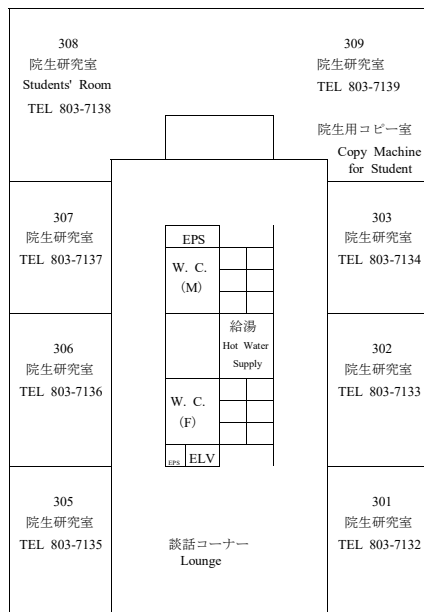 308
院生研究室
Students' Room
TEL 803-7138
309
院生研究室
TEL 803-7139
院生用コピー室
Copy Machine
for Student
307
院生研究室
TEL 803-7137
303
院生研究室
TEL 803-7134
EPS
W. C.
(M)
給湯
Hot Water
Supply
306
院生研究室
TEL 803-7136
302
院生研究室
TEL 803-7133
W. C.
(F)
EPS
ELV
305
院生研究室
TEL 803-7135
301
院生研究室
TEL 803-7132
談話コーナー
Lounge